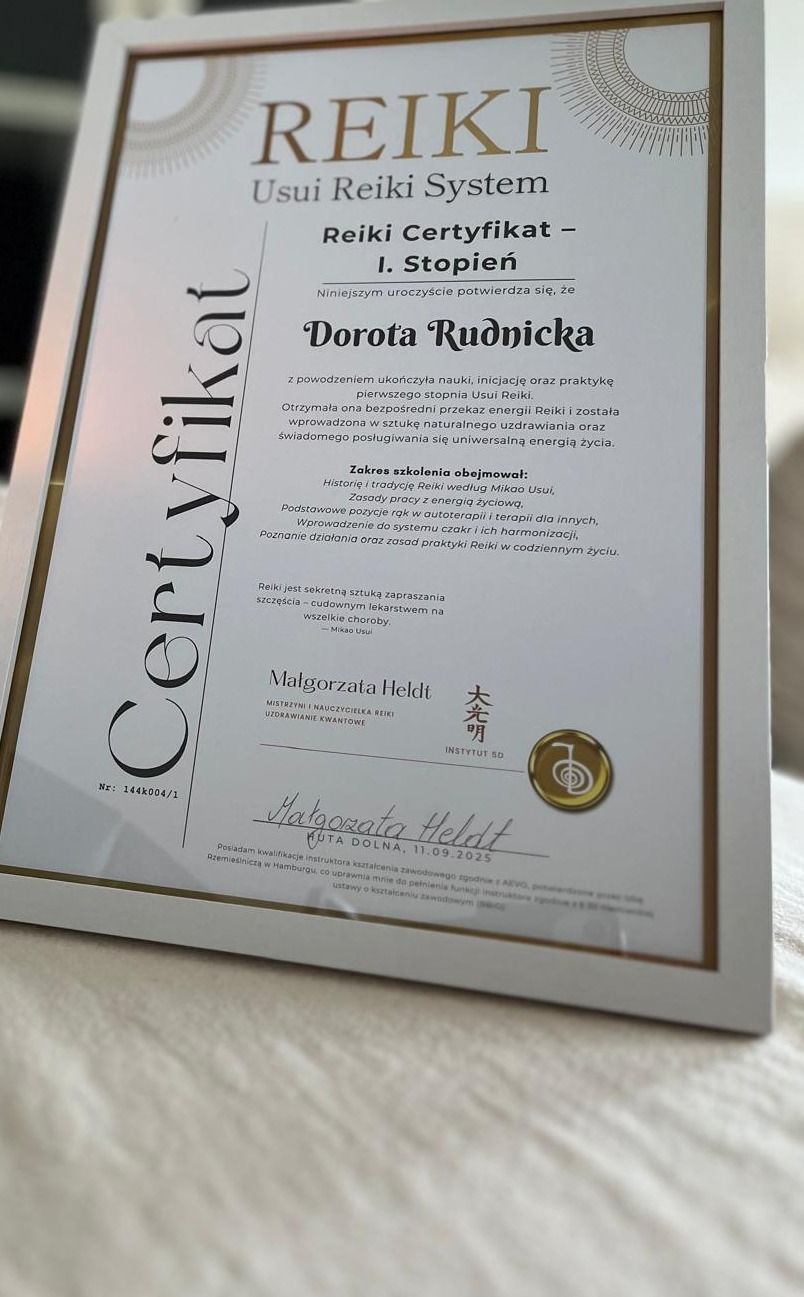 REIKI
Usui Reiki System
Reiki Certyfikat –
I. Stopień
Niniejszym uroczyście potwierdza się, że
Dorota Rudnicka
z powodzeniem ukończyła nauki, inicjację oraz praktykę
pierwszego stopnia Usui Reiki.
Otrzymała ona bezpośredni przekaz energii Reiki i została
wprowadzona w sztukę naturalnego uzdrawiania oraz
świadomego posługiwania się uniwersalną energią życia.
Zakres szkolenia obejmował:
Historię i tradycję Reiki według Mikao Usui,
Zasady pracy z energią życiową,
Podstawowe pozycje rąk w autoterapii i terapii dla innych,
Wprowadzenie do systemu czakr i ich harmonizacji,
Poznanie działania oraz zasad praktyki Reiki w codziennym życiu.
Reiki jest sekretną sztuką zapraszania
szczęścia – cudownym lekarstwem na
wszelkie choroby.
— Mikao Usui
Certyfikat
Nr: 144k004/1
Małgorzata Heldt
MISTRZYNI I NAUCZYCIELKA REIKI
UZDRAWIANIE KWANTOWE
大
光
明
INSTYTUT 5D
Małgorzata Heldt
HUTA DOLNA, 11.09.2025
Posiadam kwalifikacje instruktora kształcenia zawodowego zgodnie z AEVO, potwierdzone przez Izbę
Rzemieślniczą w Hamburgu, co uprawnia mnie do pełnienia funkcji instruktora zgodnie z § 30
ustawy o kształceniu zawodowym (BBiG)